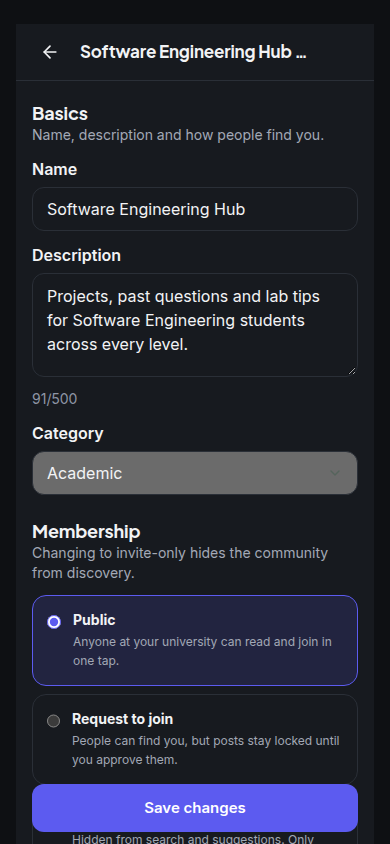 Software Engineering Hub ...
Basics
Name, description and how people find you.
Name
Software Engineering Hub
Description
Projects, past questions and lab tips
for Software Engineering students
across every level.
91/500
Category
Academic
Membership
Changing to invite-only hides the community
from discovery.
Public
Anyone at your university can read and join in
one tap.
Request to join
People can find you, but posts stay locked until
you approve them.
Save changes
Hidden from search and suggestions. Only